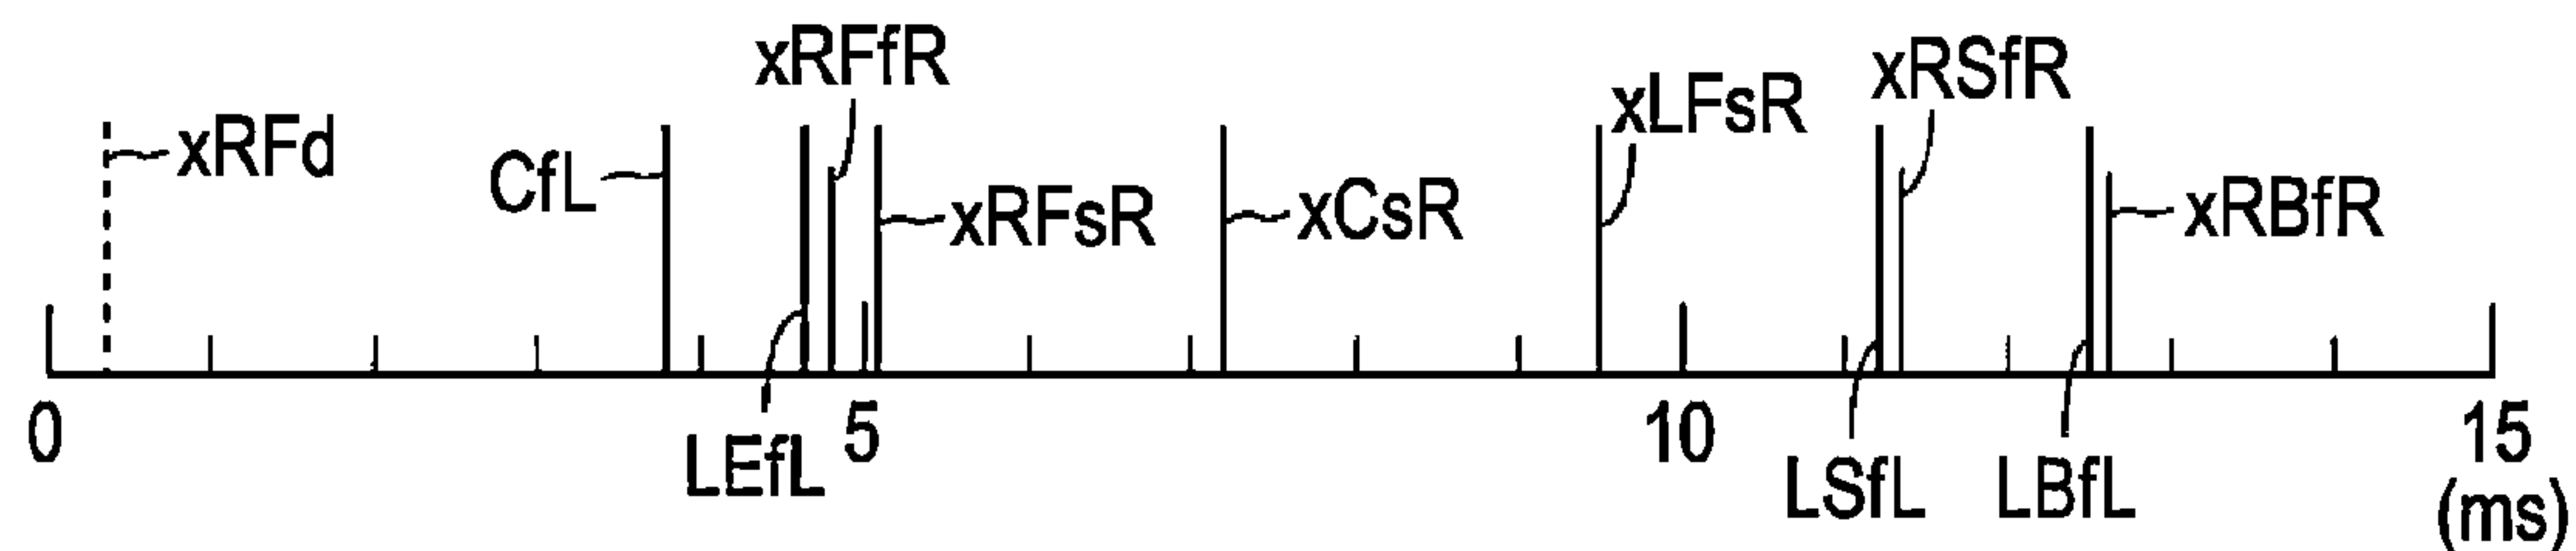 xRFd
CfL
xRFfR
xRFsR
xCsR
xLFsR
xRSfR
xRBfR
0
LEfL
5
10
LSfL
LBfL
15
(ms)